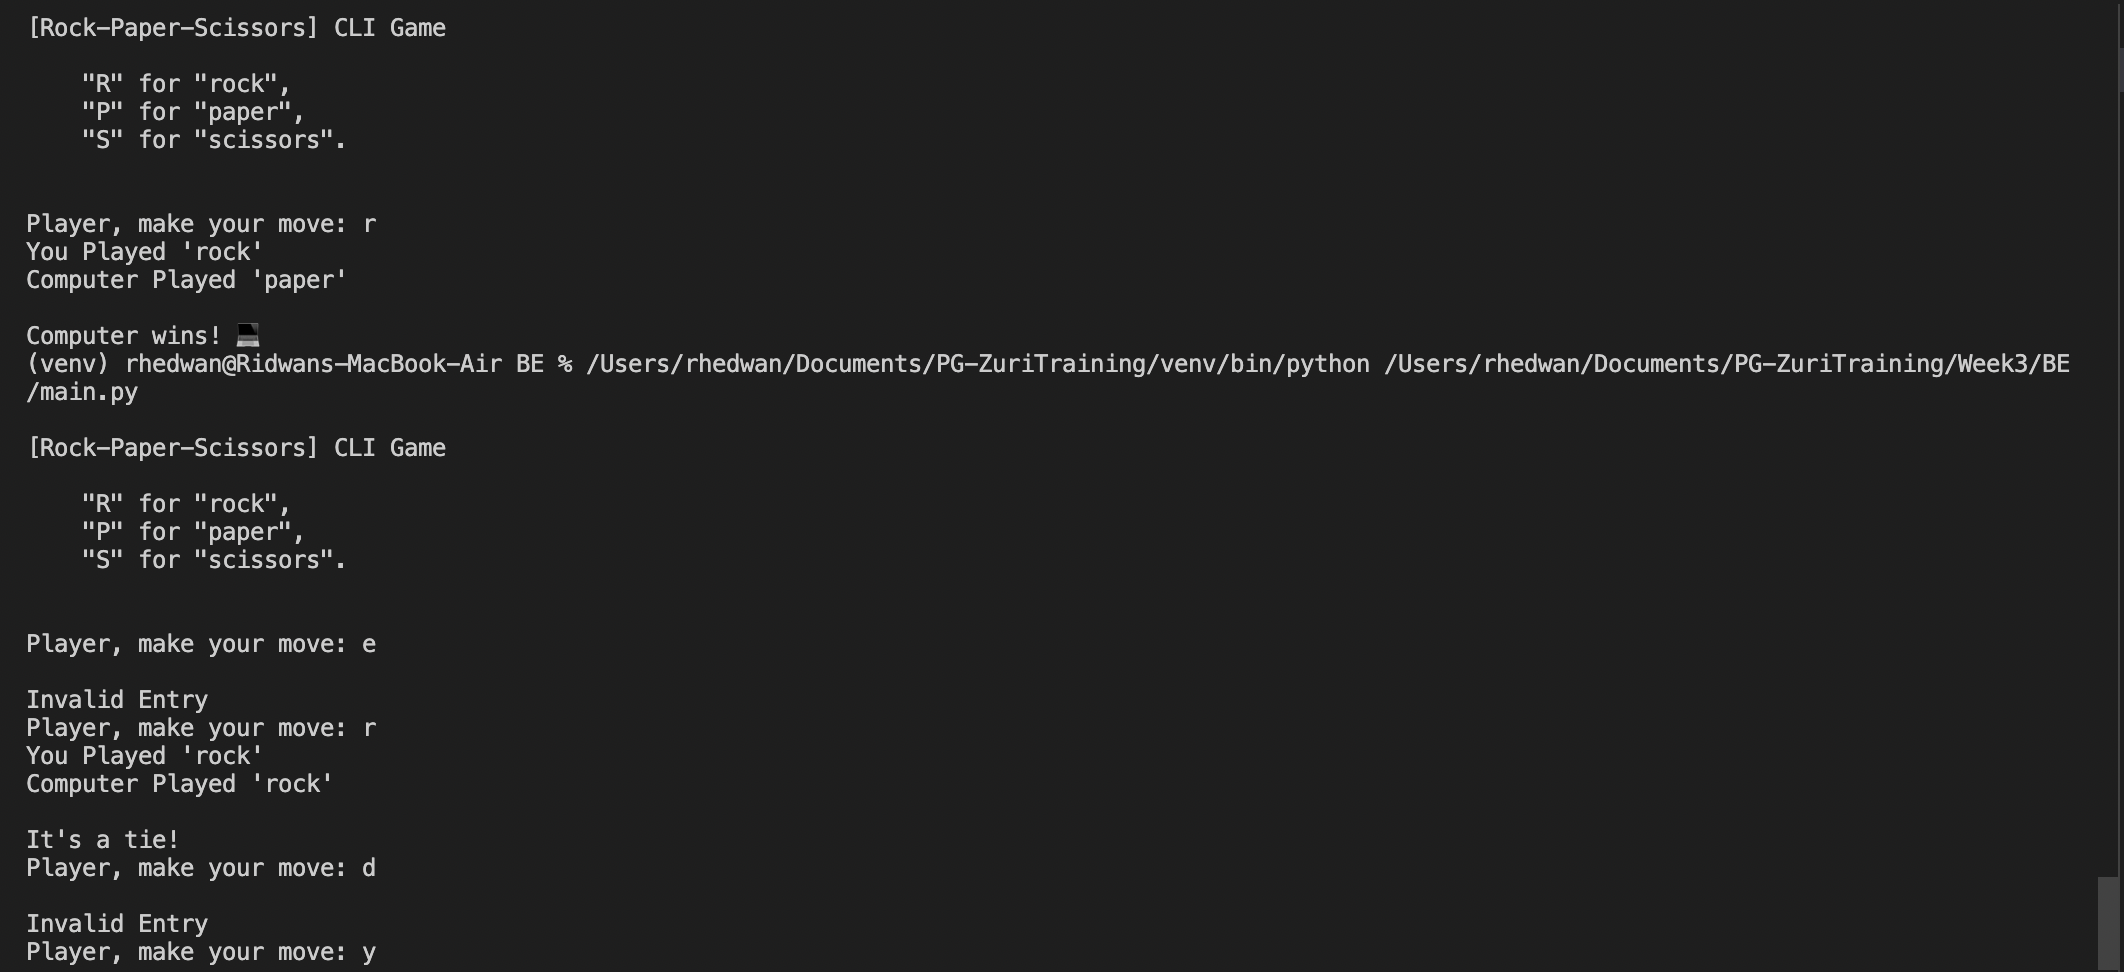 [Rock-Paper-Scissors] CLI Game
"R" for "rock",
"P" for "paper",
"S" for "scissors".
Player, make your move: r
You Played 'rock'
Computer Played 'paper'
Computer wins! 💻
(venv) rhedwan@Ridwans-MacBook-Air BE % /Users/rhedwan/Documents/PG-ZuriTraining/venv/bin/python /Users/rhedwan/Documents/PG-ZuriTraining/Week3/BE
/main.py
[Rock-Paper-Scissors] CLI Game
"R" for "rock",
"P" for "paper",
"S" for "scissors".
Player, make your move: e
Invalid Entry
Player, make your move: r
You Played 'rock'
Computer Played 'rock'
It's a tie!
Player, make your move: d
Invalid Entry
Player, make your move: y